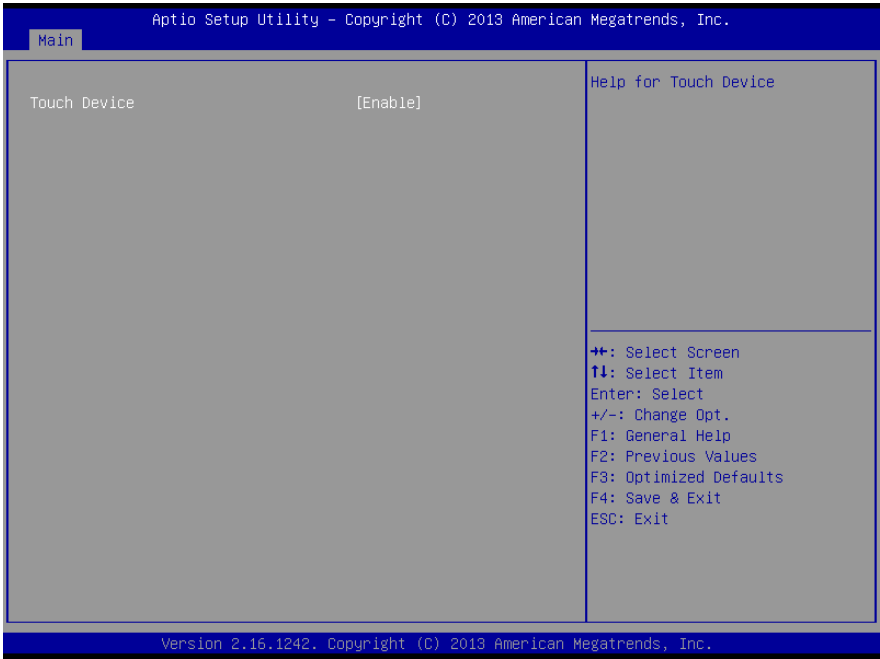 Aptio Setup Utility – Copyright (C) 2013 American Megatrends, Inc.
Main
Touch Device [Enable]
Help for Touch Device
→←: Select Screen
↑↓: Select Item
Enter: Select
+/-: Change Opt.
F1: General Help
F2: Previous Values
F3: Optimized Defaults
F4: Save & Exit
ESC: Exit
Version 2.16.1242. Copyright (C) 2013 American Megatrends, Inc.